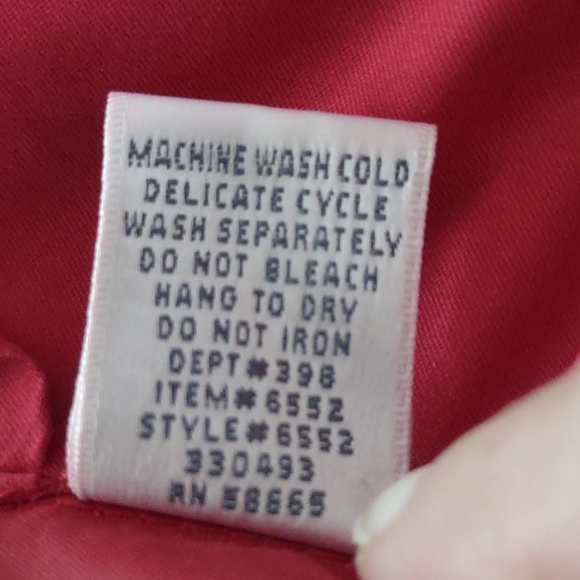 MACHINE WASH COLD
DELICATE CYCLE
WASH SEPARATELY
DO NOT BLEACH
HANG TO DRY
DO NOT IRON
DEPT#398
ITEM#6552
STYLE#6552
330493
RN